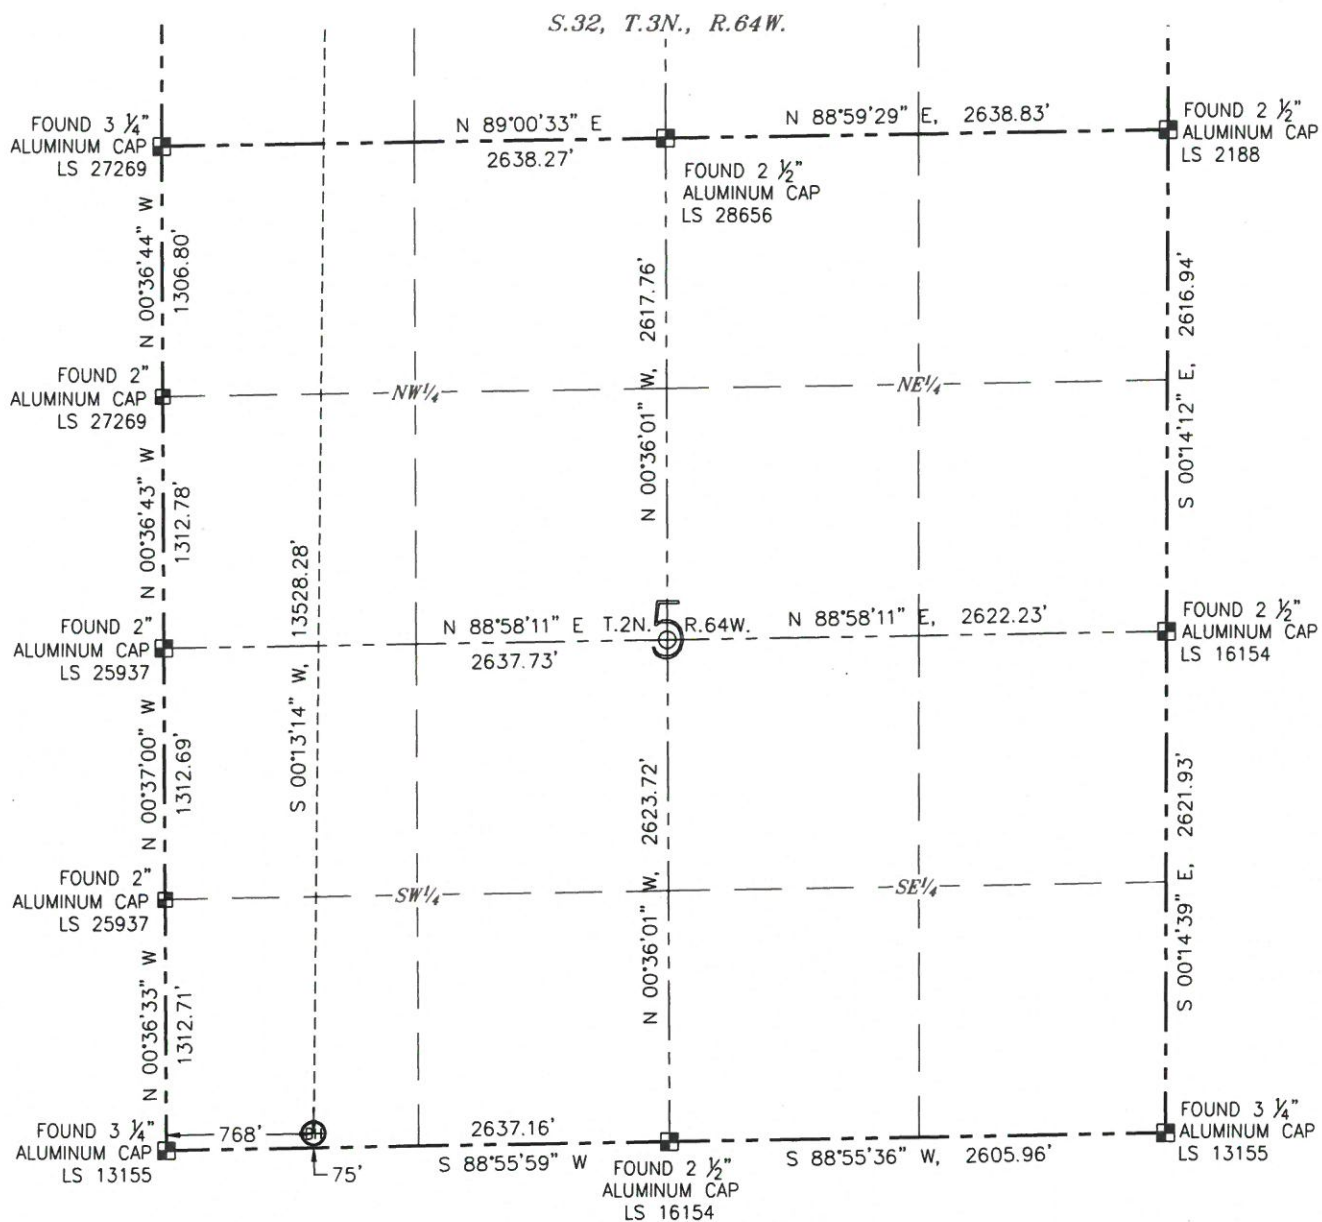 S.32, T.3N., R.64W.
FOUND 3 ¼"
ALUMINUM CAP
LS 27269
N 89°00'33" E
2638.27'
N 88°59'29" E, 2638.83'
FOUND 2 ½"
ALUMINUM CAP
LS 2188
FOUND 2 ½"
ALUMINUM CAP
LS 28656
N 00°36'44" W
1306.80'
N 00°36'01" W, 2617.76'
S 00°14'12" E, 2616.94'
FOUND 2"
ALUMINUM CAP
LS 27269
NW¼
NE¼
N 00°36'43" W
1312.78'
S 00°13'14" W, 13528.28'
FOUND 2"
ALUMINUM CAP
LS 25937
N 88°58'11" E
2637.73'
T.2N. 5 R.64W.
N 88°58'11" E, 2622.23'
FOUND 2 ½"
ALUMINUM CAP
LS 16154
N 00°37'00" W
1312.69'
N 00°36'01" W, 2623.72'
S 00°14'39" E, 2621.93'
FOUND 2"
ALUMINUM CAP
LS 25937
SW¼
SE¼
N 00°36'33" W
1312.71'
FOUND 3 ¼"
ALUMINUM CAP
LS 13155
768'
BH
75'
2637.16'
S 88°55'59" W
FOUND 2 ½"
ALUMINUM CAP
LS 16154
S 88°55'36" W, 2605.96'
FOUND 3 ¼"
ALUMINUM CAP
LS 13155